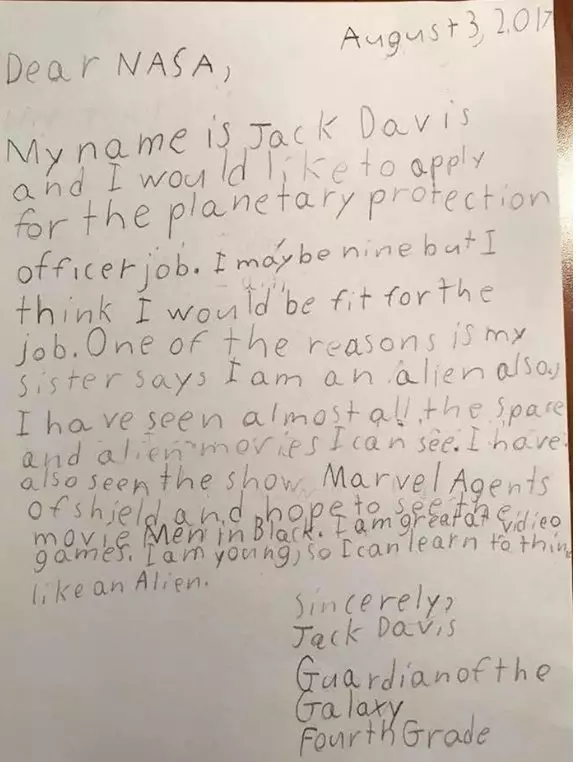 August 3, 2017
Dear NASA,
My name is Jack Davis
and I would like to apply
for the planetary protection
officer job. I maybe nine but I
think I would be fit for the
job. One of the reasons is my
sister says I am an alien also,
I have seen almost all the space
and alien movies I can see. I have
also seen the show Marvel Agents
of shield and hope to see the
movie Men in Black. I am great at vidieo
games. I am young, so I can learn to think
like an Alien.
Sincerely,
Jack Davis
Guardian of the
Galaxy
Fourth Grade